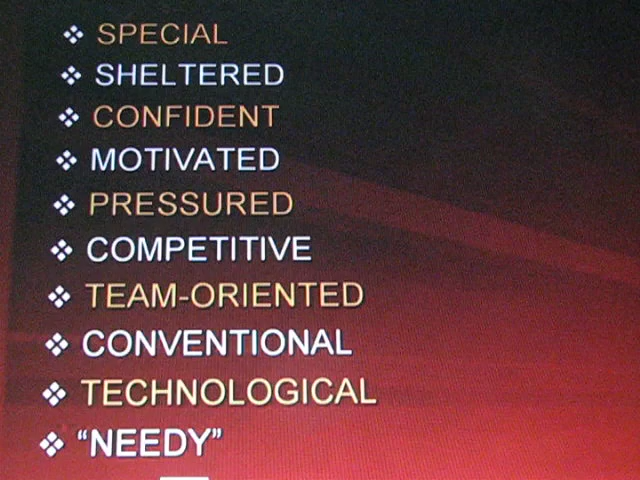 ❖ SPECIAL
❖ SHELTERED
❖ CONFIDENT
❖ MOTIVATED
❖ PRESSURED
❖ COMPETITIVE
❖ TEAM-ORIENTED
❖ CONVENTIONAL
❖ TECHNOLOGICAL
❖ “NEEDY”